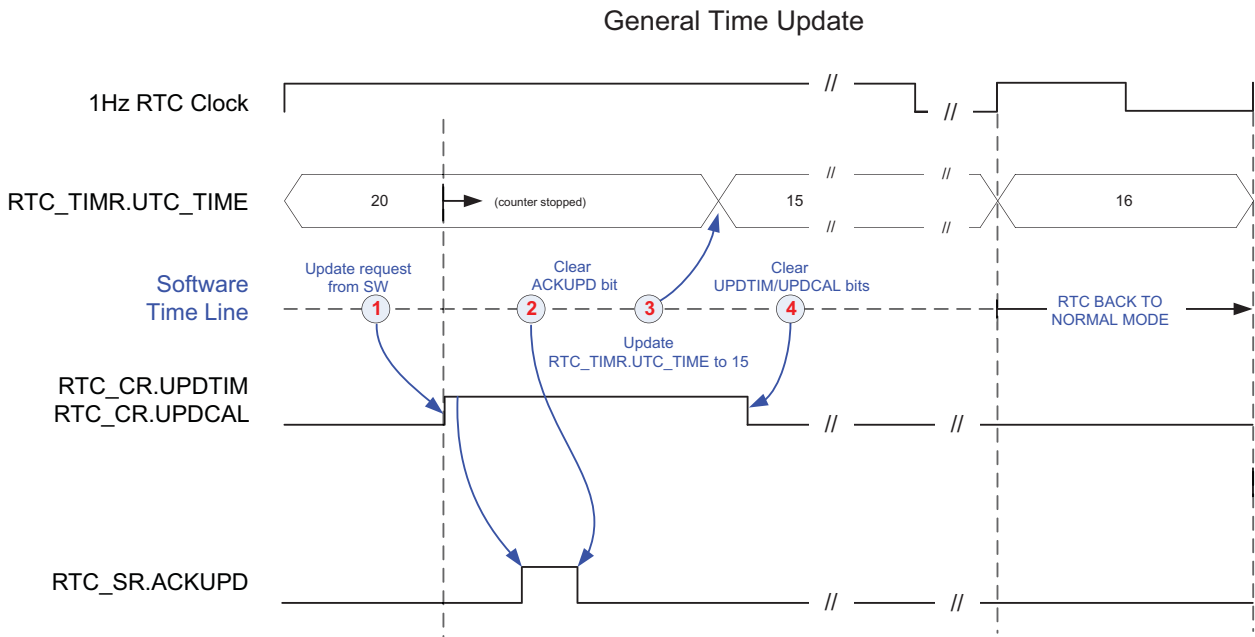 General Time Update
// 
1Hz RTC Clock
//
// //
RTC_TIMR.UTC_TIME 20 (counter stopped) 15 16
// //
Update request
from SW
Clear
ACKUPD bit
Clear
UPDTIM/UPDCAL bits
Software
Time Line
1 2 3 4
RTC BACK TO
NORMAL MODE
Update
RTC_TIMR.UTC_TIME to 15
RTC_CR.UPDTIM
RTC_CR.UPDCAL
// //
RTC_SR.ACKUPD
// //